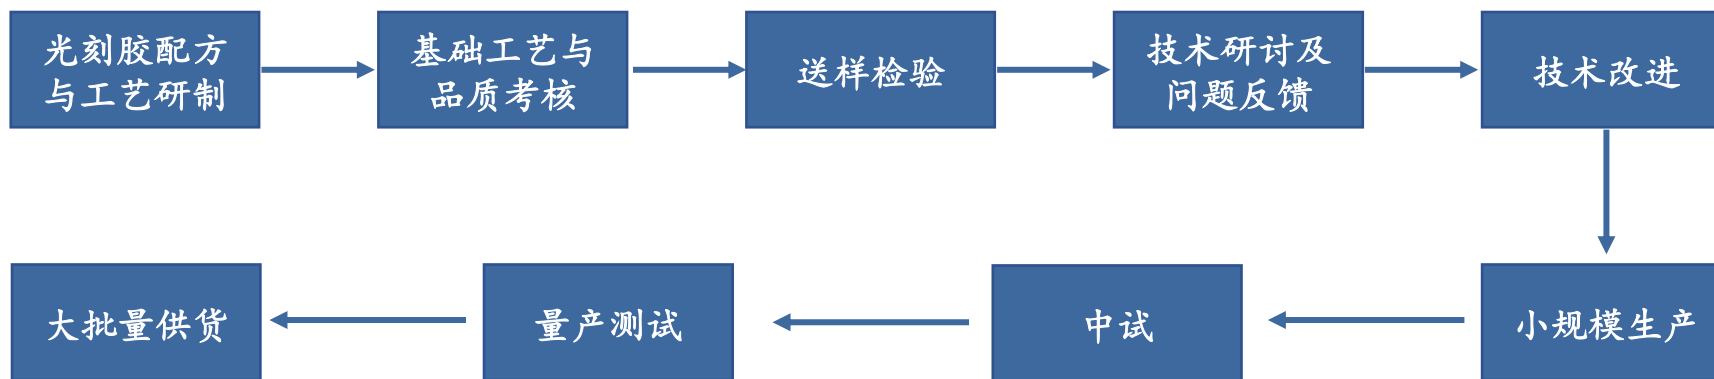 光刻胶配方
与工艺研制
基础工艺与
品质考核
送样检验
技术研讨及
问题反馈
技术改进
小规模生产
中试
量产测试
大批量供货